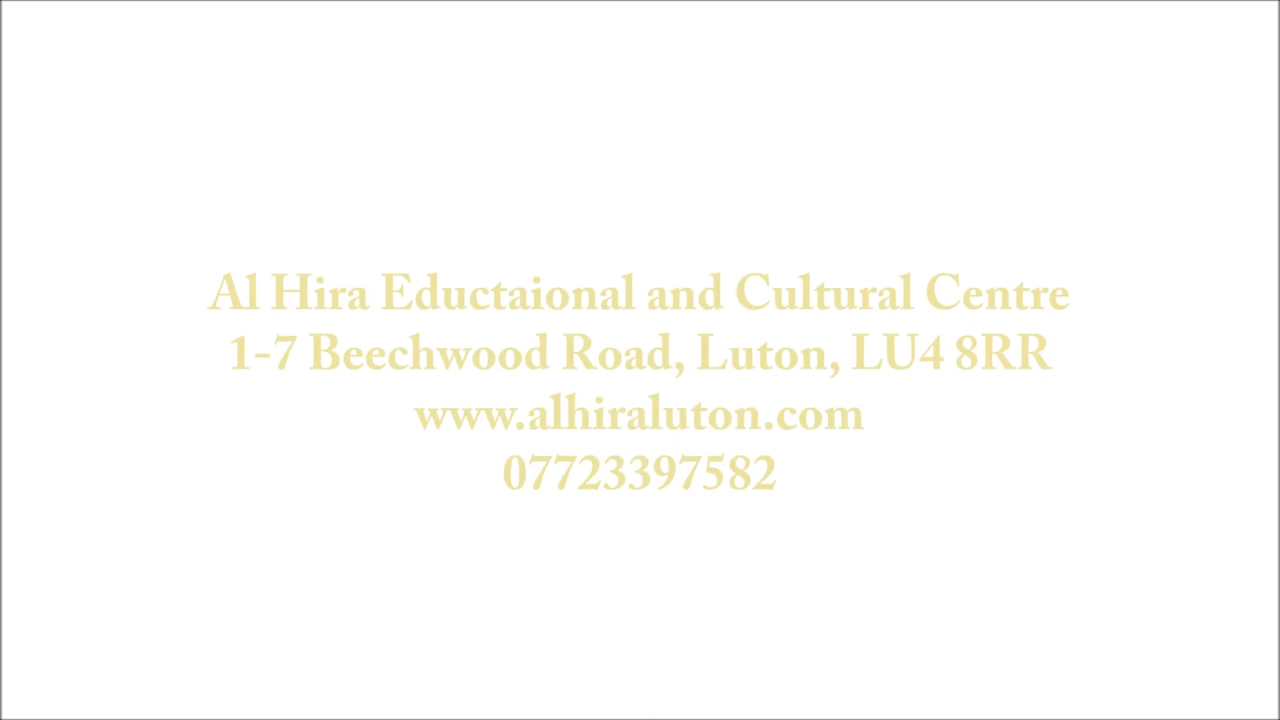 Al Hira Eductaional and Cultural Centre
1-7 Beechwood Road, Luton, LU4 8RR
www.alhiraluton.com
07723397582